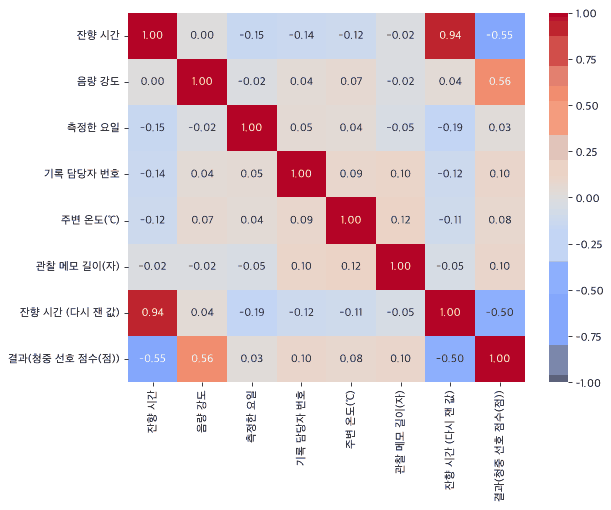 잔향 시간 1.00 0.00 -0.15 -0.14 -0.12 -0.02 0.94 -0.55
음량 강도 0.00 1.00 -0.02 0.04 0.07 -0.02 0.04 0.56
측정한 요일 -0.15 -0.02 1.00 0.05 0.04 -0.05 -0.19 0.03
기록 담당자 번호 -0.14 0.04 0.05 1.00 0.09 0.10 -0.12 0.10
주변 온도(℃) -0.12 0.07 0.04 0.09 1.00 0.12 -0.11 0.08
관찰 메모 길이(자) -0.02 -0.02 -0.05 0.10 0.12 1.00 -0.05 0.10
잔향 시간 (다시 잰 값) 0.94 0.04 -0.19 -0.12 -0.11 -0.05 1.00 -0.50
결과(청중 선호 점수(점)) -0.55 0.56 0.03 0.10 0.08 0.10 -0.50 1.00
잔향 시간
음량 강도
측정한 요일
기록 담당자 번호
주변 온도(℃)
관찰 메모 길이(자)
잔향 시간 (다시 잰 값)
결과(청중 선호 점수(점))
1.00
0.75
0.50
0.25
0.00
-0.25
-0.50
-0.75
-1.00